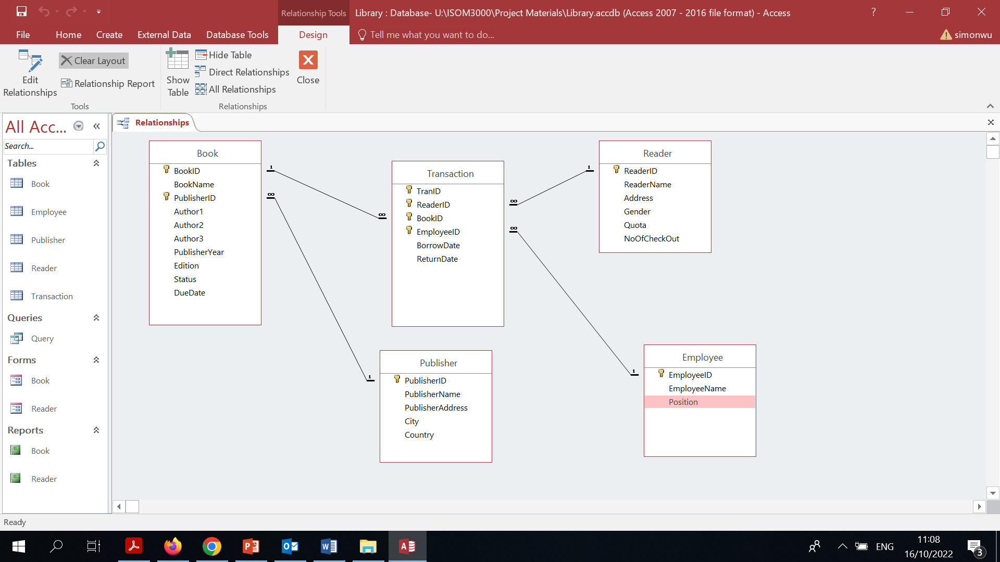 Relationship Tools
Library : Database- U:\ISOM3000\Project Materials\Library.accdb (Access 2007 - 2016 file format) - Access
?
File
Home
Create
External Data
Database Tools
Design
Tell me what you want to do...
simonwu
Edit
Relationships
Clear Layout
Relationship Report
Tools
Show
Table
Hide Table
Direct Relationships
All Relationships
Relationships
Close
All Acc...
Search...
Tables
Book
Employee
Publisher
Reader
Transaction
Queries
Query
Forms
Book
Reader
Reports
Book
Reader
Relationships
Book
BookID
BookName
PublisherID
Author1
Author2
Author3
PublisherYear
Edition
Status
DueDate
1
∞
∞
1
Transaction
TranID
ReaderID
BookID
EmployeeID
BorrowDate
ReturnDate
∞
1
∞
1
Reader
ReaderID
ReaderName
Address
Gender
Quota
NoOfCheckOut
Publisher
PublisherID
PublisherName
PublisherAddress
City
Country
Employee
EmployeeID
EmployeeName
Position
Ready
ENG
11:08
16/10/2022
3